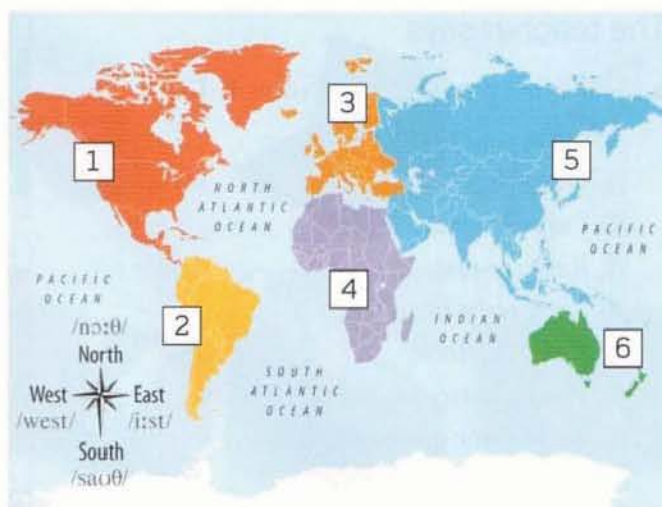 1
3
5
NORTH
ATLANTIC
OCEAN
PACIFIC
OCEAN
PACIFIC
OCEAN
2
4
INDIAN
OCEAN
6
SOUTH
ATLANTIC
OCEAN
/nɔːθ/
North
West East
/west/ /iːst/
South
/saʊθ/